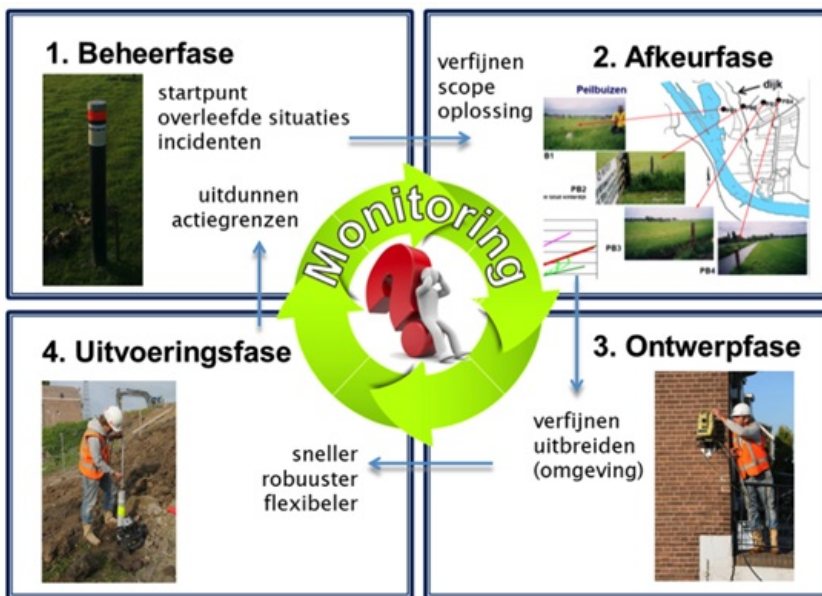 1. Beheerfase
startpunt
overleefde situaties
incidenten
uitdunnen
actiegrenzen
2. Afkeurfase
verfijnen
scope
oplossing
Peilbuizen
dijk
B1
PB2
PB3
PB4
Monitoring
3. Ontwerpfase
verfijnen
uitbreiden
(omgeving)
4. Uitvoeringsfase
sneller
robuuster
flexibeler